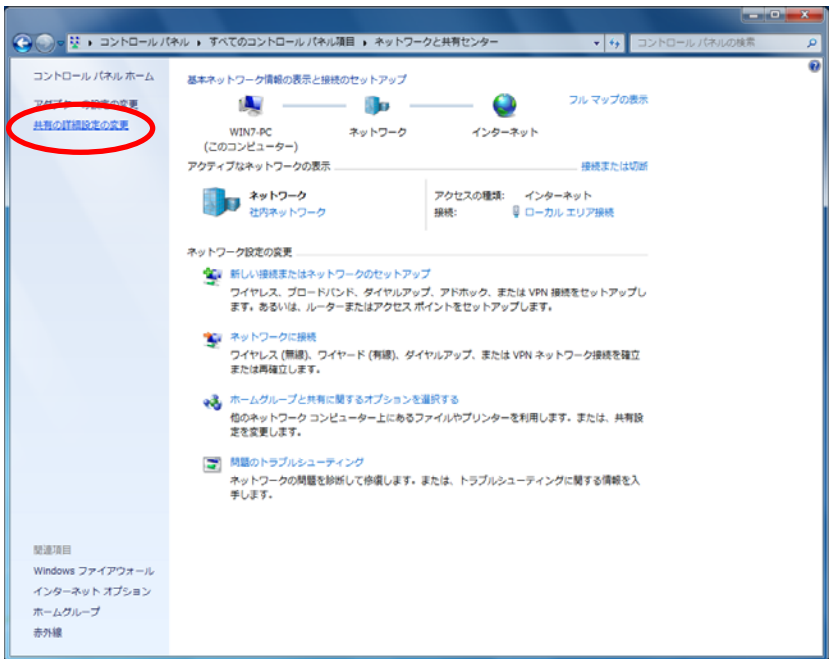 コントロール パネル ▸ すべてのコントロール パネル項目 ▸ ネットワークと共有センター
コントロール パネルの検索
コントロール パネル ホーム
アダプターの設定の変更
共有の詳細設定の変更
基本ネットワーク情報の表示と接続のセットアップ
フル マップの表示
WIN7-PC
(このコンピューター)
ネットワーク
インターネット
アクティブなネットワークの表示
接続または切断
ネットワーク
社内ネットワーク
アクセスの種類: インターネット
接続: ローカル エリア接続
ネットワーク設定の変更
新しい接続またはネットワークのセットアップ
ワイヤレス、ブロードバンド、ダイヤルアップ、アドホック、または VPN 接続をセットアップし
ます。あるいは、ルーターまたはアクセス ポイントをセットアップします。
ネットワークに接続
ワイヤレス (無線)、ワイヤード (有線)、ダイヤルアップ、または VPN ネットワーク接続を確立
または再確立します。
ホームグループと共有に関するオプションを選択する
他のネットワーク コンピューター上にあるファイルやプリンターを利用します。または、共有設
定を変更します。
問題のトラブルシューティング
ネットワークの問題を診断して修復します。または、トラブルシューティングに関する情報を入
手します。
関連項目
Windows ファイアウォール
インターネット オプション
ホームグループ
赤外線